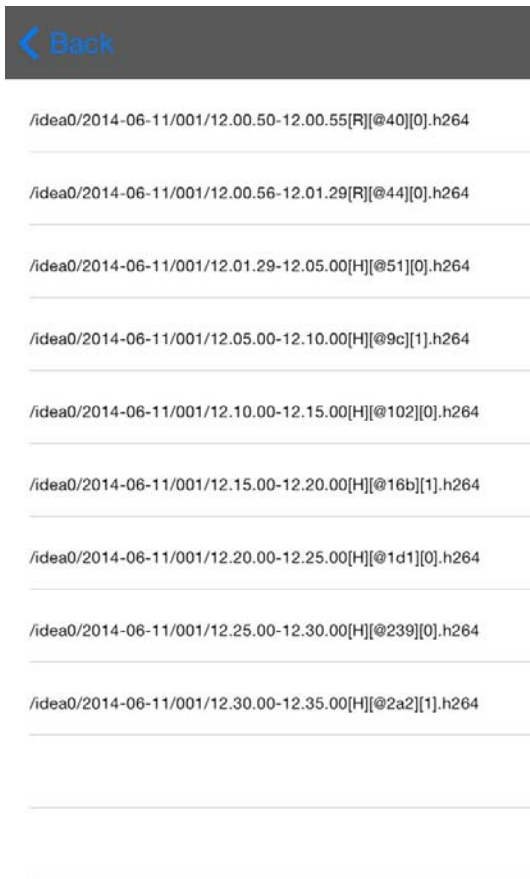 Back
/idea0/2014-06-11/001/12.00.50-12.00.55[R][@40][0].h264
/idea0/2014-06-11/001/12.00.56-12.01.29[R][@44][0].h264
/idea0/2014-06-11/001/12.01.29-12.05.00[H][@51][0].h264
/idea0/2014-06-11/001/12.05.00-12.10.00[H][@9c][1].h264
/idea0/2014-06-11/001/12.10.00-12.15.00[H][@102][0].h264
/idea0/2014-06-11/001/12.15.00-12.20.00[H][@16b][1].h264
/idea0/2014-06-11/001/12.20.00-12.25.00[H][@1d1][0].h264
/idea0/2014-06-11/001/12.25.00-12.30.00[H][@239][0].h264
/idea0/2014-06-11/001/12.30.00-12.35.00[H][@2a2][1].h264